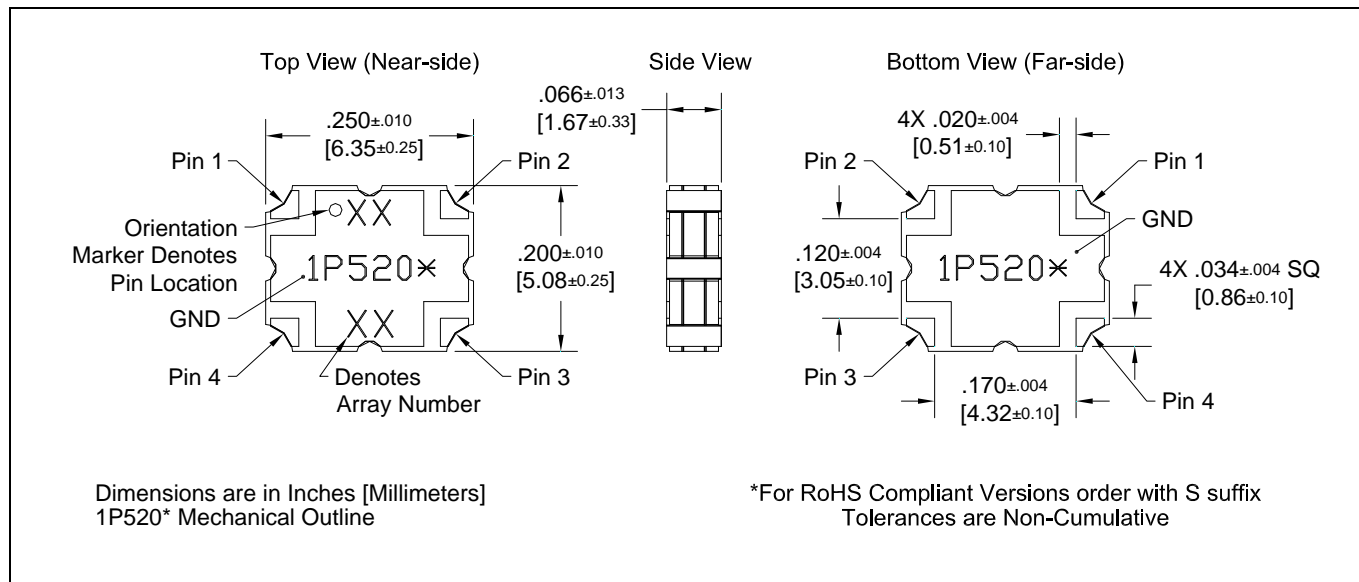 Top View (Near-side)
Side View
Bottom View (Far-side)
.250±.010
[6.35±0.25]
Pin 1
Pin 2
Orientation
Marker Denotes
Pin Location
GND
Pin 4
XX
1P520*
XX
Denotes
Array Number
Pin 3
.200±.010
[5.08±0.25]
.066±.013
[1.67±0.33]
4X .020±.004
[0.51±0.10]
Pin 2
Pin 1
GND
.120±.004
[3.05±0.10]
1P520*
4X .034±.004 SQ
[0.86±0.10]
Pin 3
.170±.004
[4.32±0.10]
Pin 4
Dimensions are in Inches [Millimeters]
1P520* Mechanical Outline
*For RoHS Compliant Versions order with S suffix
Tolerances are Non-Cumulative